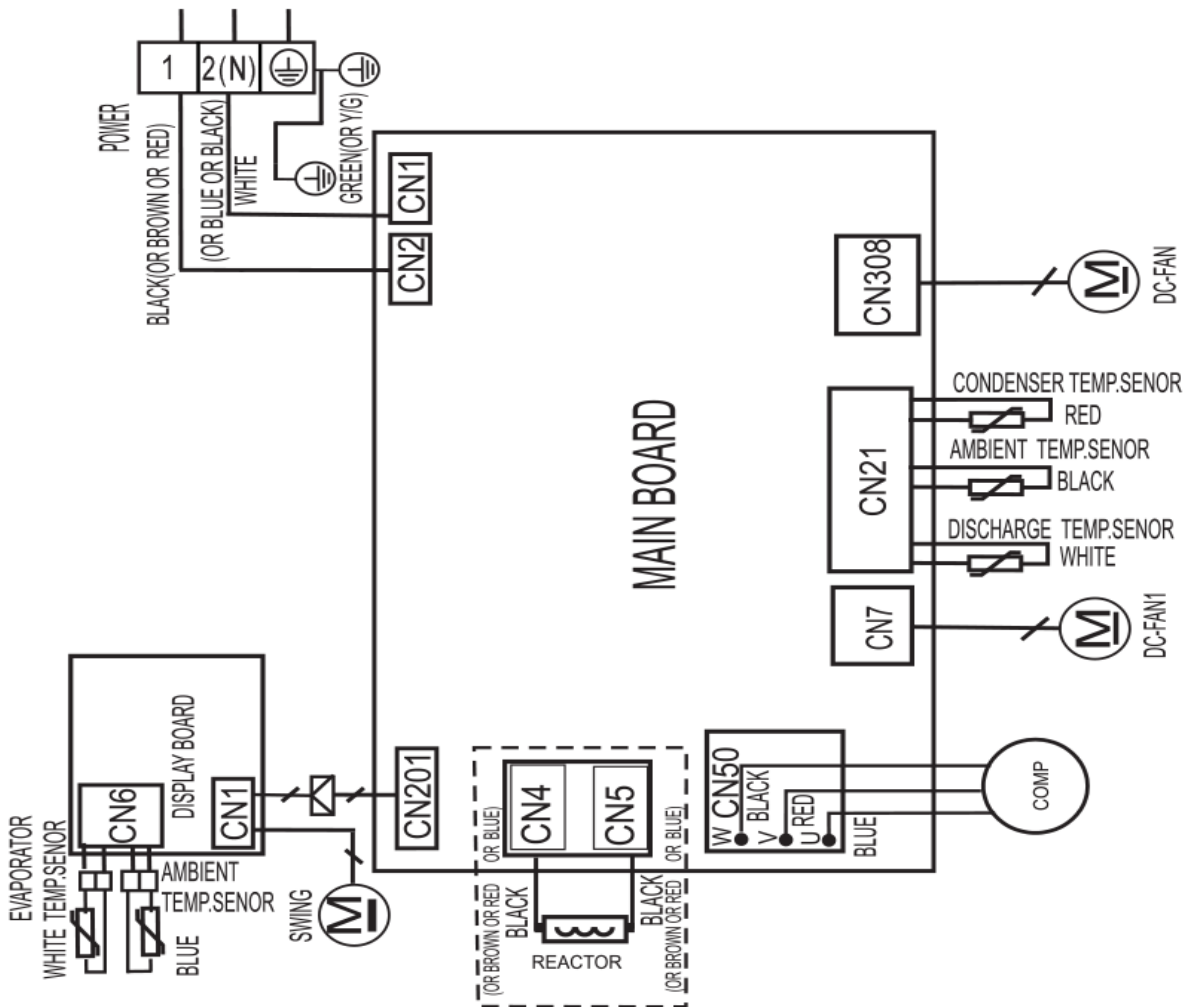 POWER
1
2(N)
BLACK(OR BROWN OR RED)
(OR BLUE OR BLACK)
WHITE
GREEN(OR Y/G)
CN1
CN2
CN308
DC-FAN
CONDENSER TEMP.SENOR
RED
AMBIENT TEMP.SENOR
BLACK
CN21
DISCHARGE TEMP.SENOR
WHITE
MAIN BOARD
CN7
DC-FAN1
DISPLAY BOARD
CN6
CN1
CN201
EVAPORATOR
WHITE TEMP.SENOR
AMBIENT
TEMP.SENOR
BLUE
SWING
M
M
M
CN4
CN5
(OR BROWN OR RED OR BLUE)
BLACK
BLACK
(OR BROWN OR RED OR BLUE)
REACTOR
W CN50
BLACK
V
RED
U
BLUE
COMP